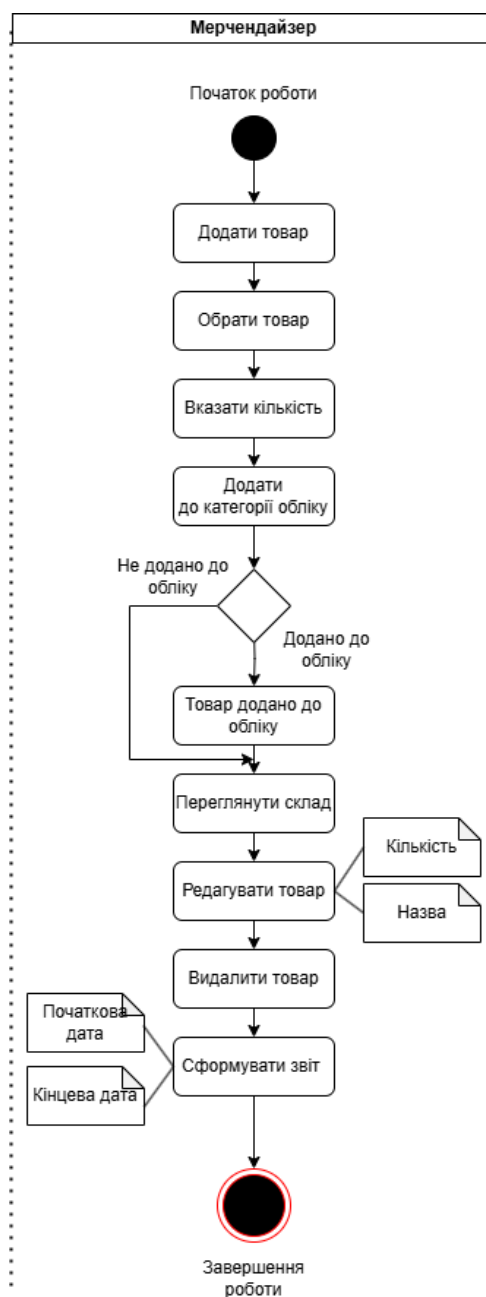 Мерчендайзер
Початок роботи
Додати товар
Обрати товар
Вказати кількість
Додати
до категорії обліку
Не додано до
обліку
Додано до
обліку
Товар додано до
обліку
Переглянути склад
Кількість
Редагувати товар
Назва
Видалити товар
Початкова
дата
Сформувати звіт
Кінцева дата
Завершення
роботи